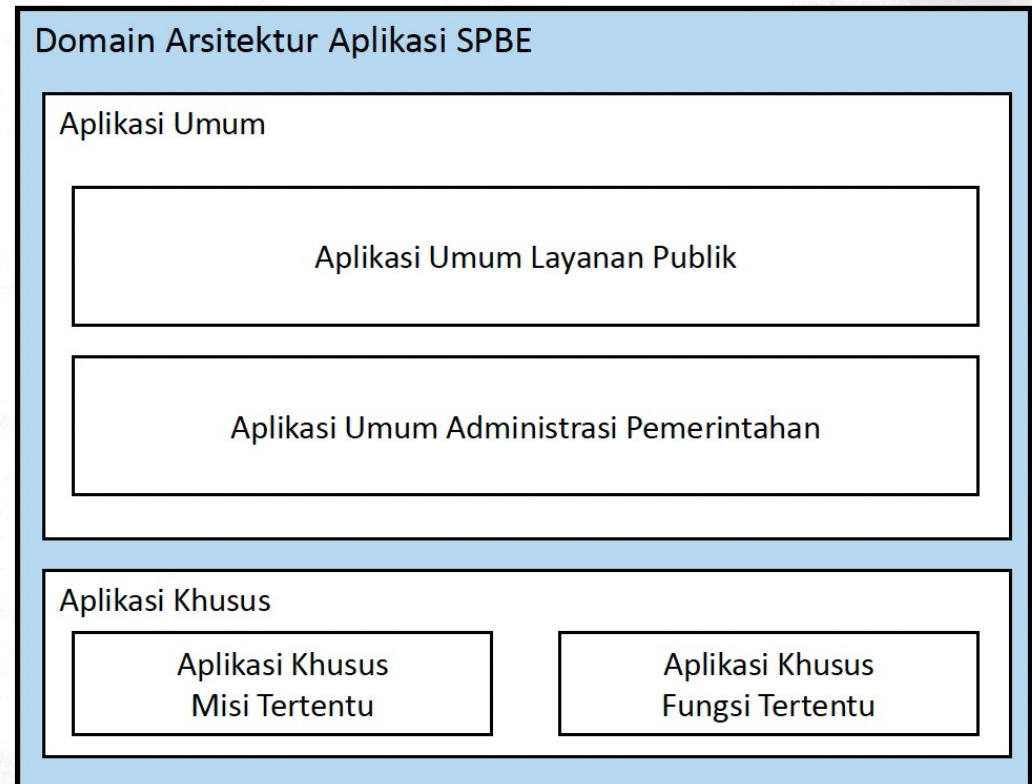 Domain Arsitektur Aplikasi SPBE
Aplikasi Umum
Aplikasi Umum Layanan Publik
Aplikasi Umum Administrasi Pemerintahan
Aplikasi Khusus
Aplikasi Khusus
Misi Tertentu
Aplikasi Khusus
Fungsi Tertentu